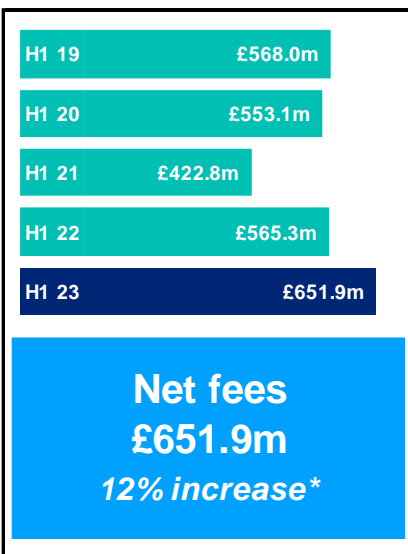 H1 19 £568.0m
H1 20 £553.1m
H1 21 £422.8m
H1 22 £565.3m
H1 23 £651.9m
Net fees
£651.9m
12% increase*